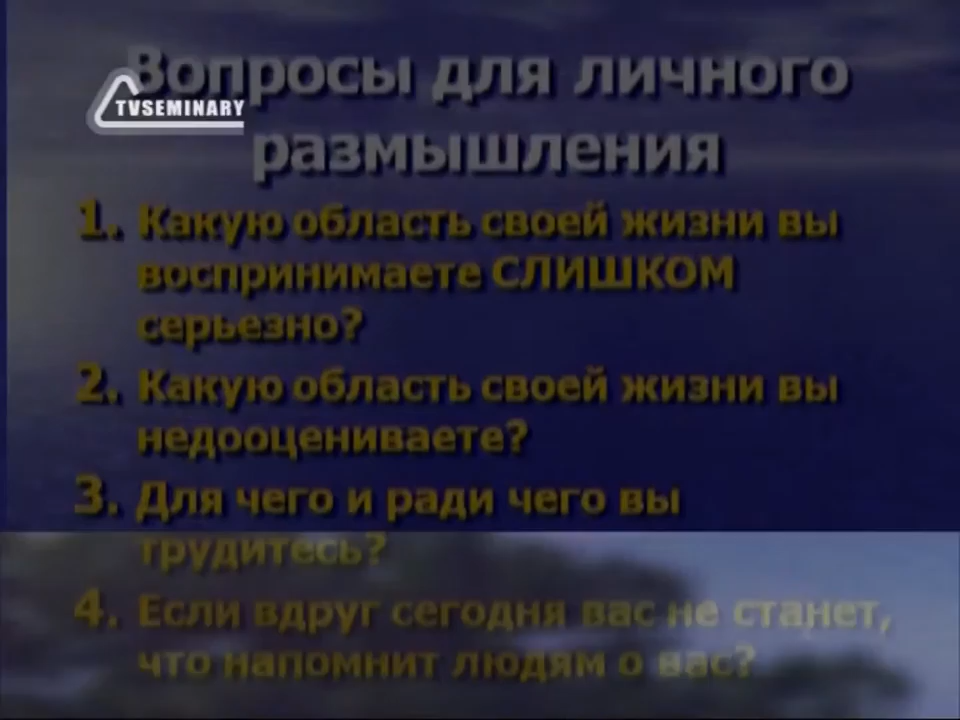 Вопросы для личного
TVSEMINARY
размышления
1. Какую область своей жизни вы
воспринимаете СЛИШКОМ
серьезно?
2. Какую область своей жизни вы
недооцениваете?
3. Для чего и ради чего вы
трудитесь?
4. Если вдруг сегодня вас не станет,
что напомнит людям о вас?